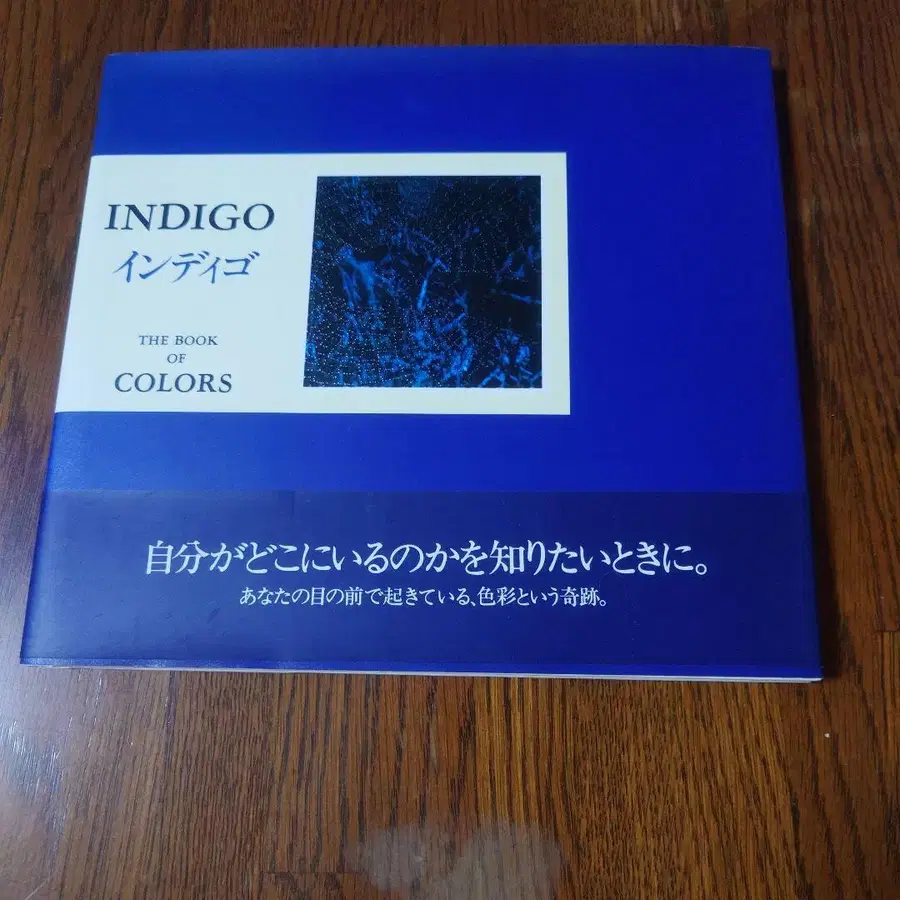 INDIGO
インディゴ
THE BOOK
OF
COLORS
自分がどこにいるのかを知りたいときに。
あなたの目の前で起きている、色彩という奇跡。